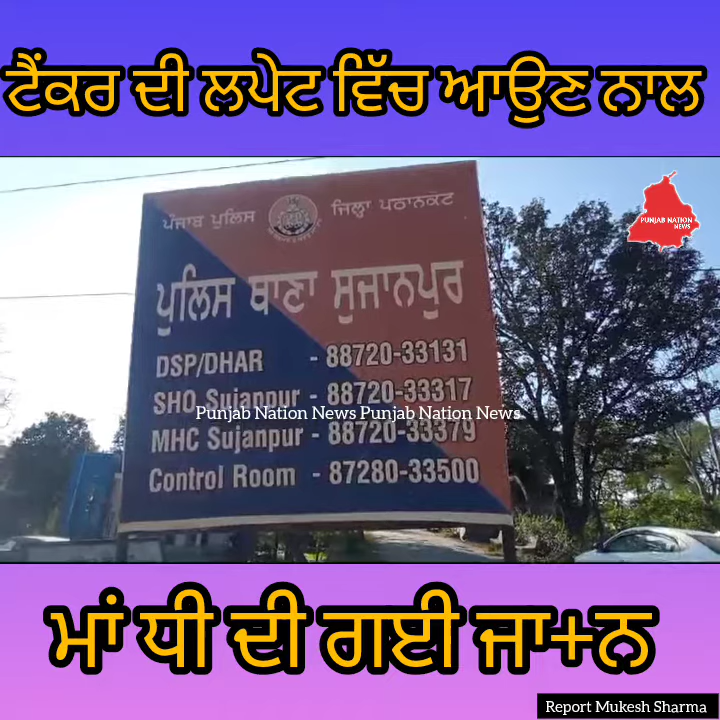 ਟੈਂਕਰ ਦੀ ਲਪੇਟ ਵਿੱਚ ਆਉਣ ਨਾਲ
PUNJAB NATION
NEWS
ਪੰਜਾਬ ਪੁਲਿਸ ਜਿਲ੍ਹਾ ਪਠਾਨਕੋਟ
ਪੁਲਿਸ ਥਾਣਾ ਸੁਜਾਨਪੁਰ
DSP/DHAR - 88720-33131
SHO Sujanpur - 88720-33317
Punjab Nation News Punjab Nation News
MHC Sujanpur - 88720-33379
Control Room - 87280-33500
ਮਾਂ ਧੀ ਦੀ ਗਈ ਜਾ+ਨ
Report Mukesh Sharma